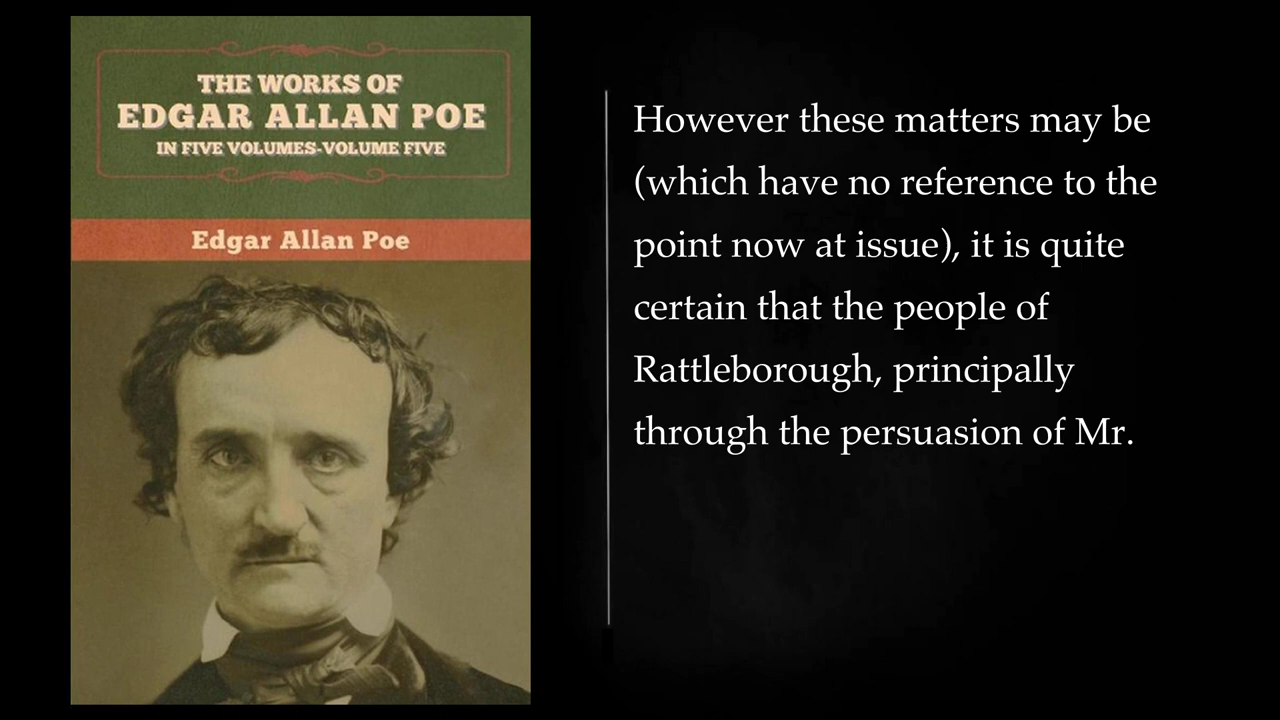 THE WORKS OF
EDGAR ALLAN POE
IN FIVE VOLUMES-VOLUME FIVE
Edgar Allan Poe
However these matters may be
(which have no reference to the
point now at issue), it is quite
certain that the people of
Rattleborough, principally
through the persuasion of Mr.